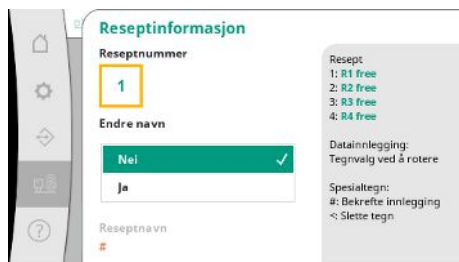 Reseptinformasjon
Reseptnummer
1
Endre navn
Nei
Ja
Reseptnavn
#
Resept
1: R1 free
2: R2 free
3: R3 free
4: R4 free
Datainnlegging:
Tegnvalg ved å rotere
Spesialtegn:
#: Bekrefte innlegging
<: Slette tegn